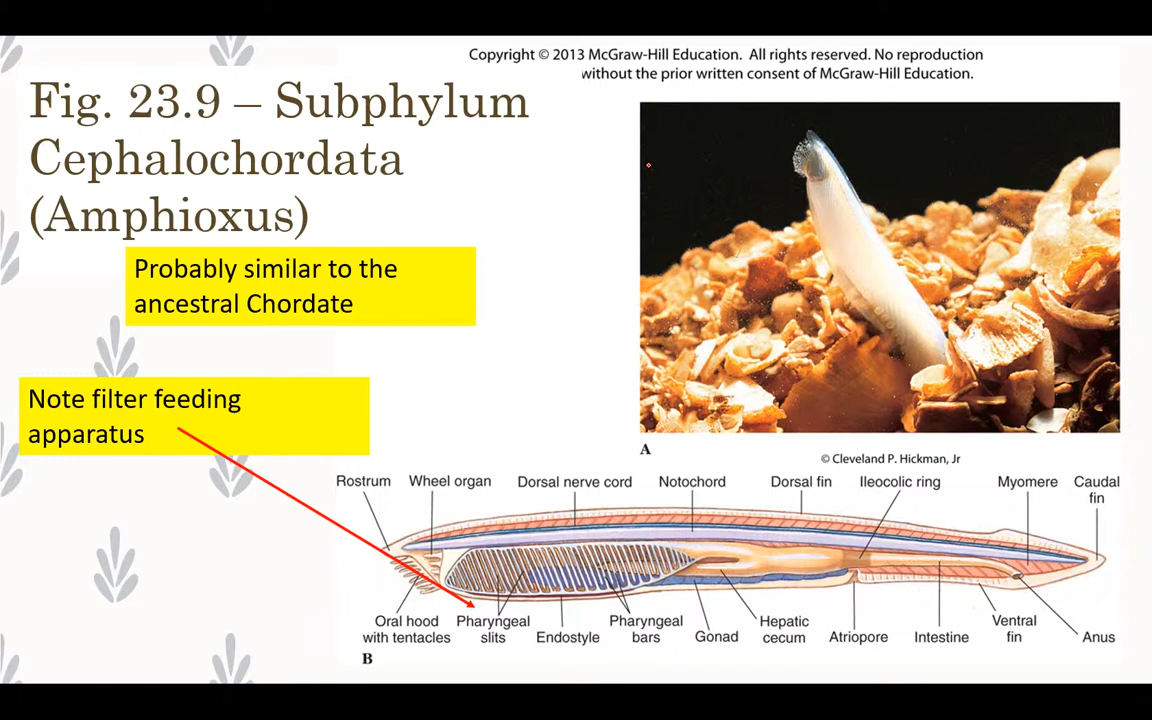 Copyright © 2013 McGraw-Hill Education. All rights reserved. No reproduction
without the prior written consent of McGraw-Hill Education.
Fig. 23.9 – Subphylum
Cephalochordata
(Amphioxus)
Probably similar to the
ancestral Chordate
Note filter feeding
apparatus
A
© Cleveland P. Hickman, Jr
Rostrum
Wheel organ
Dorsal nerve cord
Notochord
Dorsal fin
Ileocolic ring
Myomere
Caudal
fin
Oral hood
with tentacles
Pharyngeal
slits
Endostyle
Pharyngeal
bars
Gonad
Hepatic
cecum
Atriopore
Intestine
Ventral
fin
Anus
B